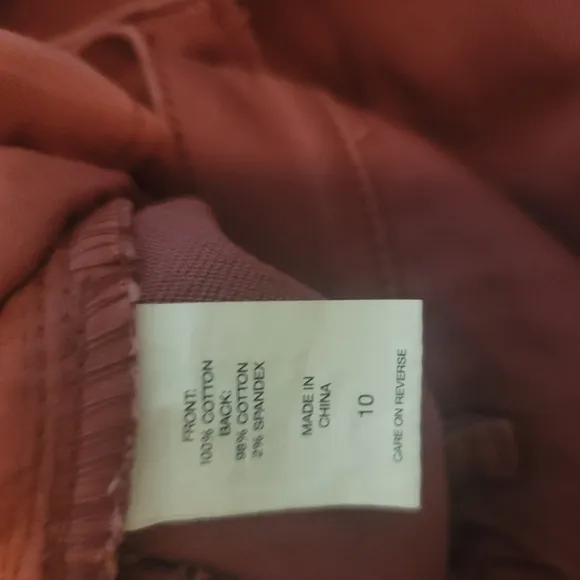 FRONT:
100% COTTON
BACK:
98% COTTON
2% SPANDEX
MADE IN
CHINA
10
CARE ON REVERSE